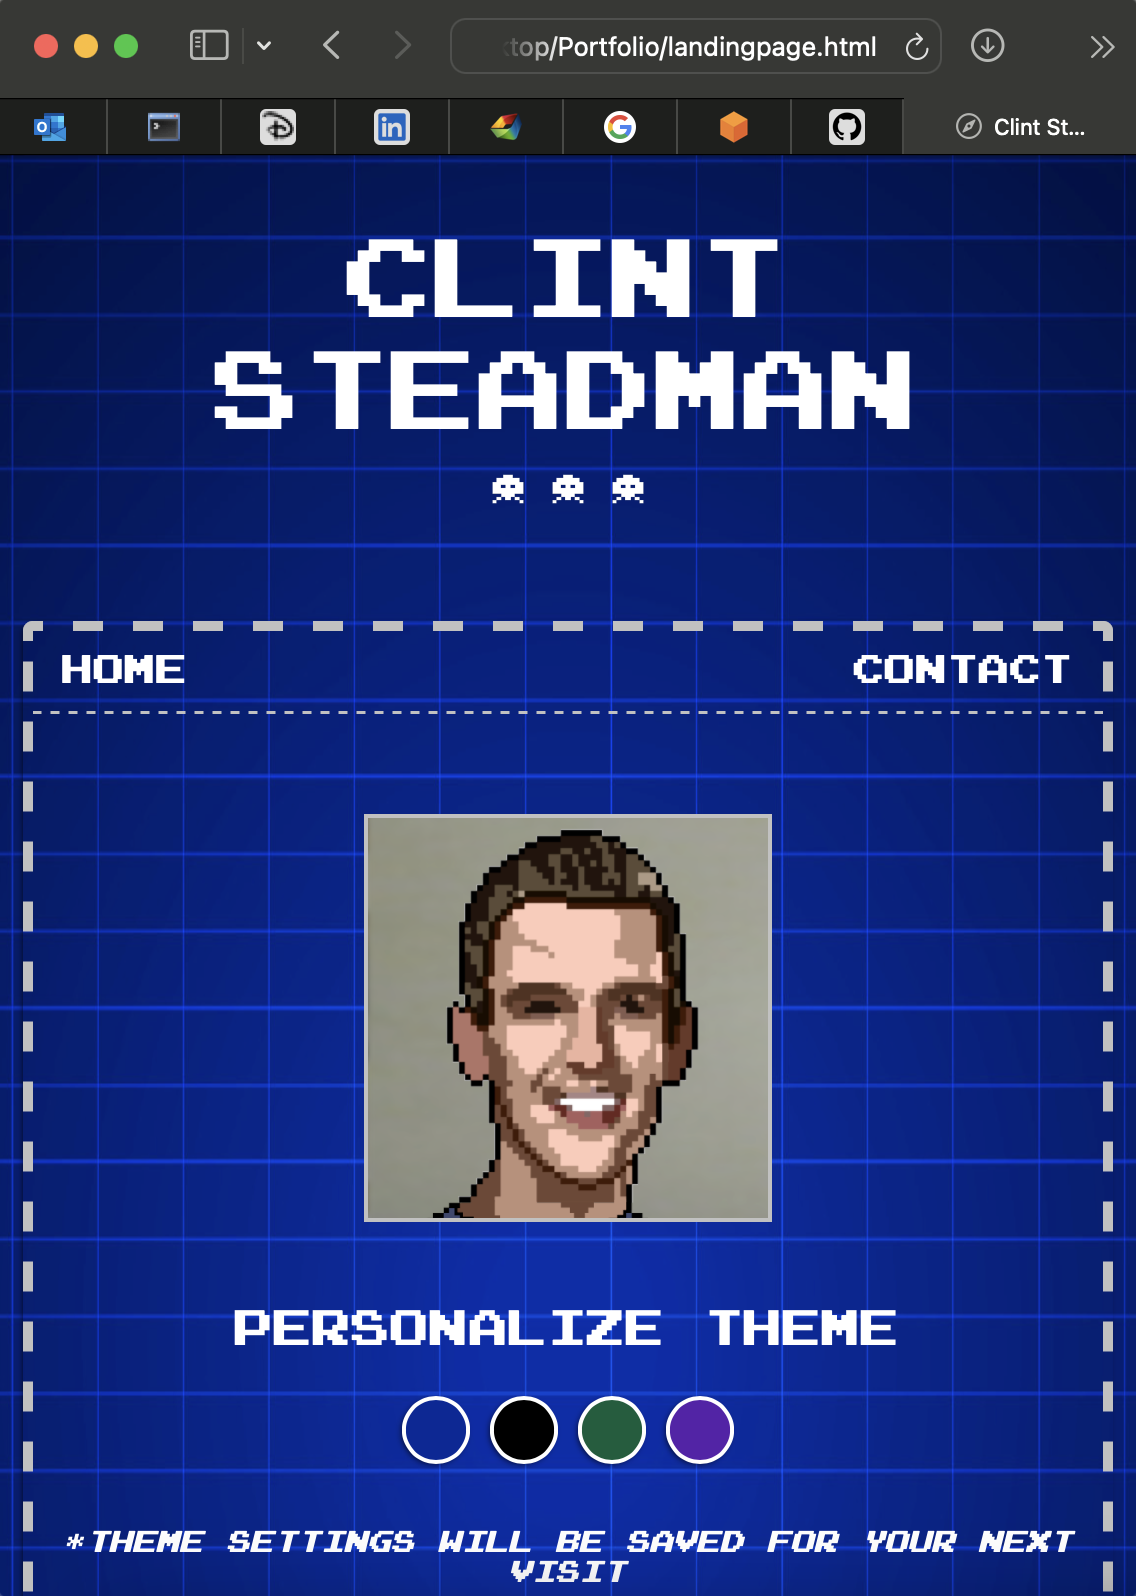 top/Portfolio/landingpage.html
Clint St...
CLINT
STEADMAN
HOME CONTACT
PERSONALIZE THEME
*THEME SETTINGS WILL BE SAVED FOR YOUR NEXT
VISIT